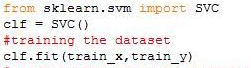 from sklearn.svm import SVC
clf = SVC()
#training the dataset
clf.fit(train_x,train_y)